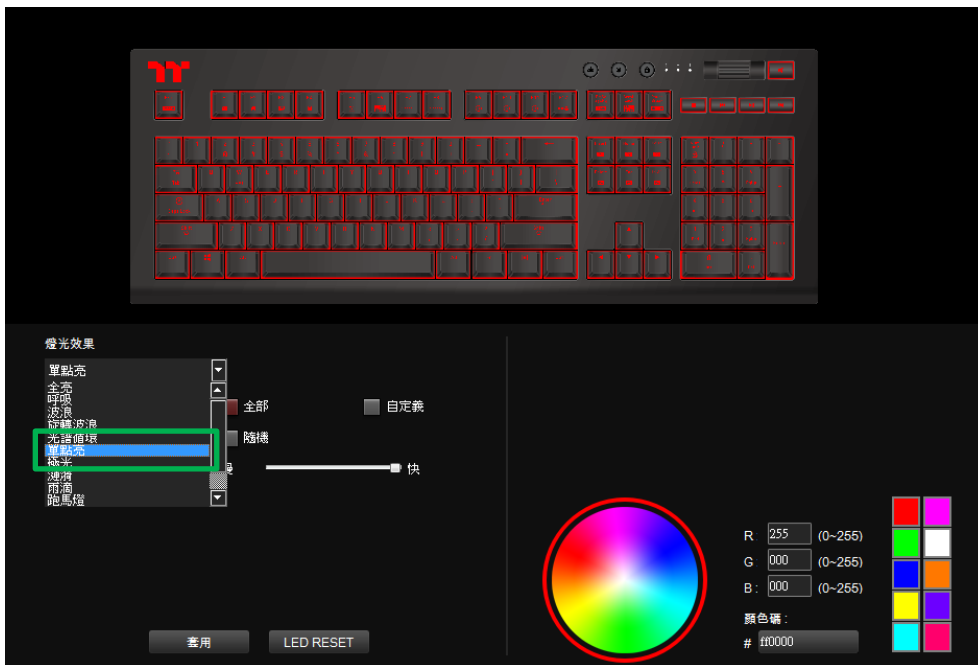 燈光效果
單點亮
全亮
呼吸
波浪
旋轉波浪
光譜循環
單點亮
極光
漣漪
雨滴
跑馬燈
全部
自定義
隨機
慢
快
R 255 (0~255)
G 000 (0~255)
B : 000 (0~255)
顏色碼 :
# ff0000
套用
LED RESET